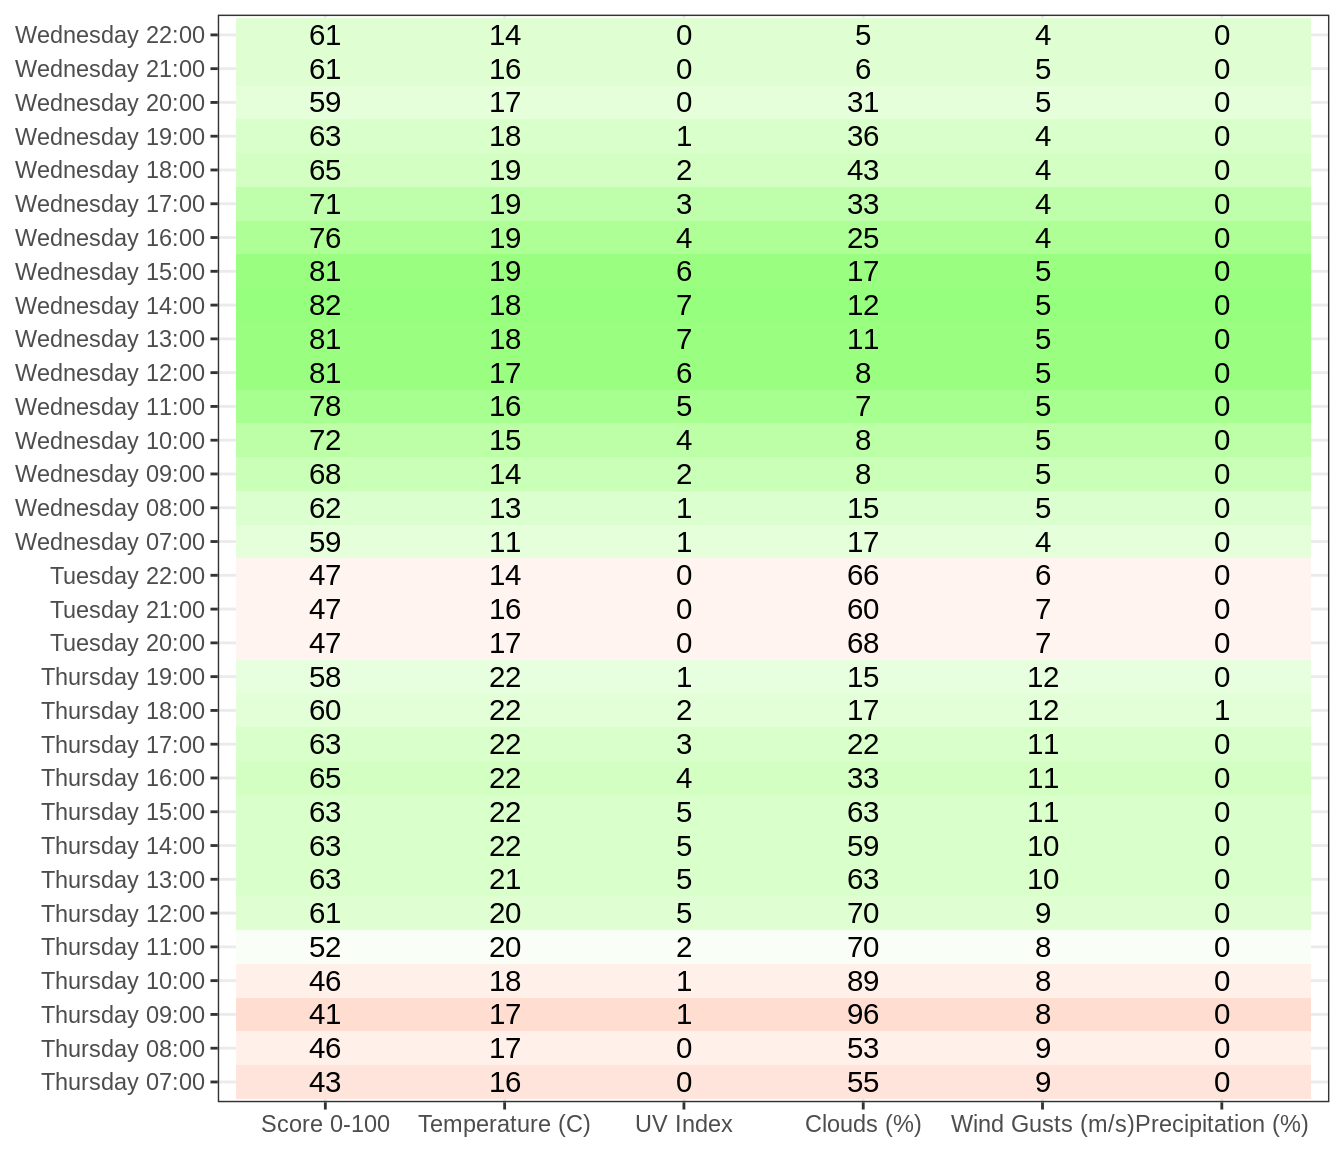 Wednesday 22:00 61 14 0 5 4 0
Wednesday 21:00 61 16 0 6 5 0
Wednesday 20:00 59 17 0 31 5 0
Wednesday 19:00 63 18 1 36 4 0
Wednesday 18:00 65 19 2 43 4 0
Wednesday 17:00 71 19 3 33 4 0
Wednesday 16:00 76 19 4 25 4 0
Wednesday 15:00 81 19 6 17 5 0
Wednesday 14:00 82 18 7 12 5 0
Wednesday 13:00 81 18 7 11 5 0
Wednesday 12:00 81 17 6 8 5 0
Wednesday 11:00 78 16 5 7 5 0
Wednesday 10:00 72 15 4 8 5 0
Wednesday 09:00 68 14 2 8 5 0
Wednesday 08:00 62 13 1 15 5 0
Wednesday 07:00 59 11 1 17 4 0
Tuesday 22:00 47 14 0 66 6 0
Tuesday 21:00 47 16 0 60 7 0
Tuesday 20:00 47 17 0 68 7 0
Thursday 19:00 58 22 1 15 12 0
Thursday 18:00 60 22 2 17 12 1
Thursday 17:00 63 22 3 22 11 0
Thursday 16:00 65 22 4 33 11 0
Thursday 15:00 63 22 5 63 11 0
Thursday 14:00 63 22 5 59 10 0
Thursday 13:00 63 21 5 63 10 0
Thursday 12:00 61 20 5 70 9 0
Thursday 11:00 52 20 2 70 8 0
Thursday 10:00 46 18 1 89 8 0
Thursday 09:00 41 17 1 96 8 0
Thursday 08:00 46 17 0 53 9 0
Thursday 07:00 43 16 0 55 9 0
Score 0-100 Temperature (C) UV Index Clouds (%) Wind Gusts (m/s) Precipitation (%)